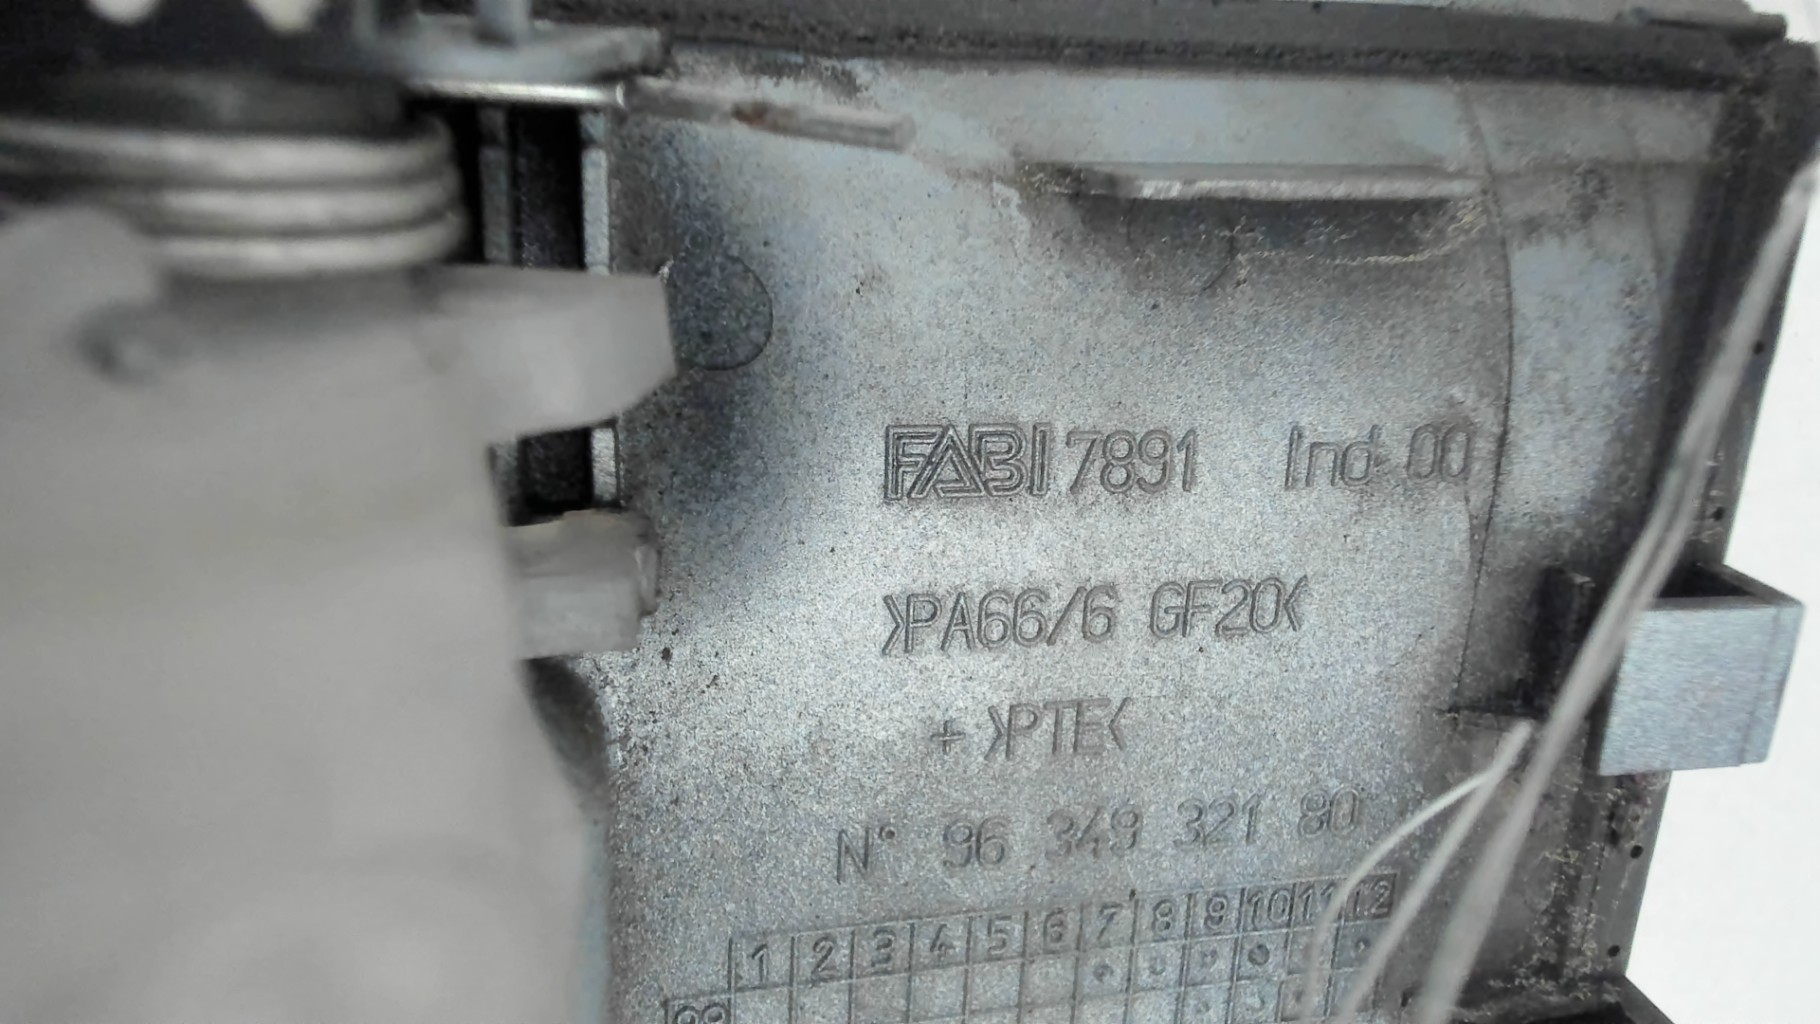 FABI 7891 Ind 00
>PA66/6 GF20<
+ >PTE<
N° 96 349 321 80
1 2 3 4 5 6 7 8 9 10 11 12